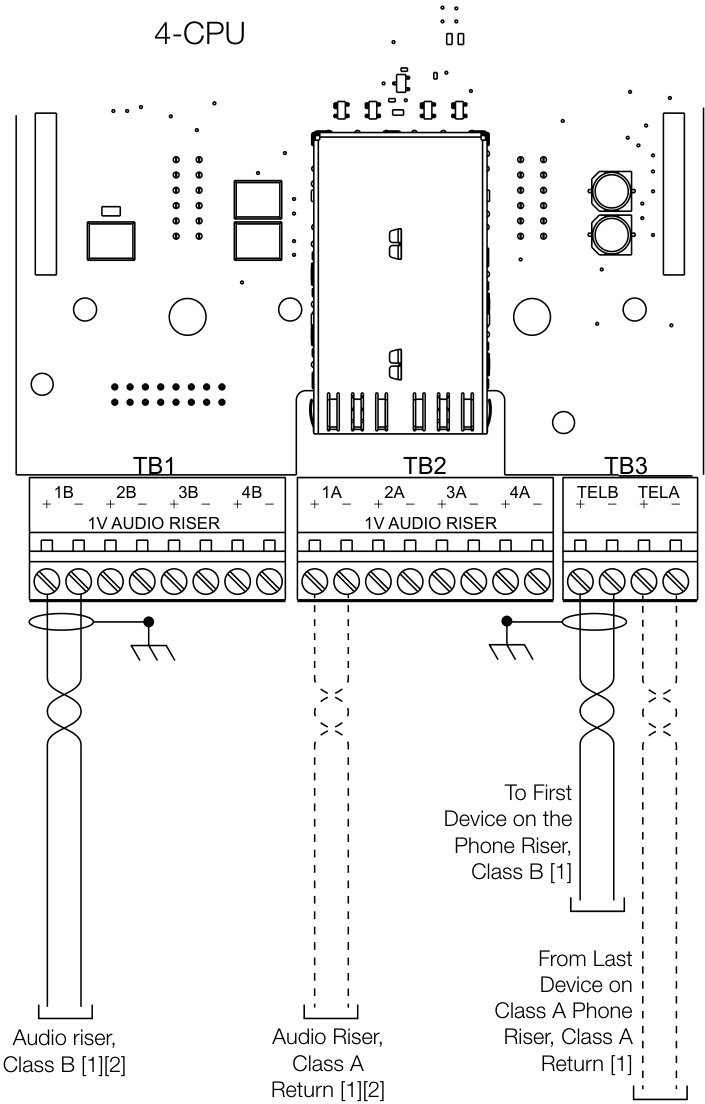 4-CPU
TB1
TB2
TB3
1B 2B 3B 4B
+ − + − + − + −
1V AUDIO RISER
1A 2A 3A 4A
+ − + − + − + −
1V AUDIO RISER
TELB TELA
+ − + −
To First
Device on the
Phone Riser,
Class B [1]
From Last
Device on
Class A Phone
Riser, Class A
Return [1]
Audio riser,
Class B [1][2]
Audio Riser,
Class A
Return [1][2]